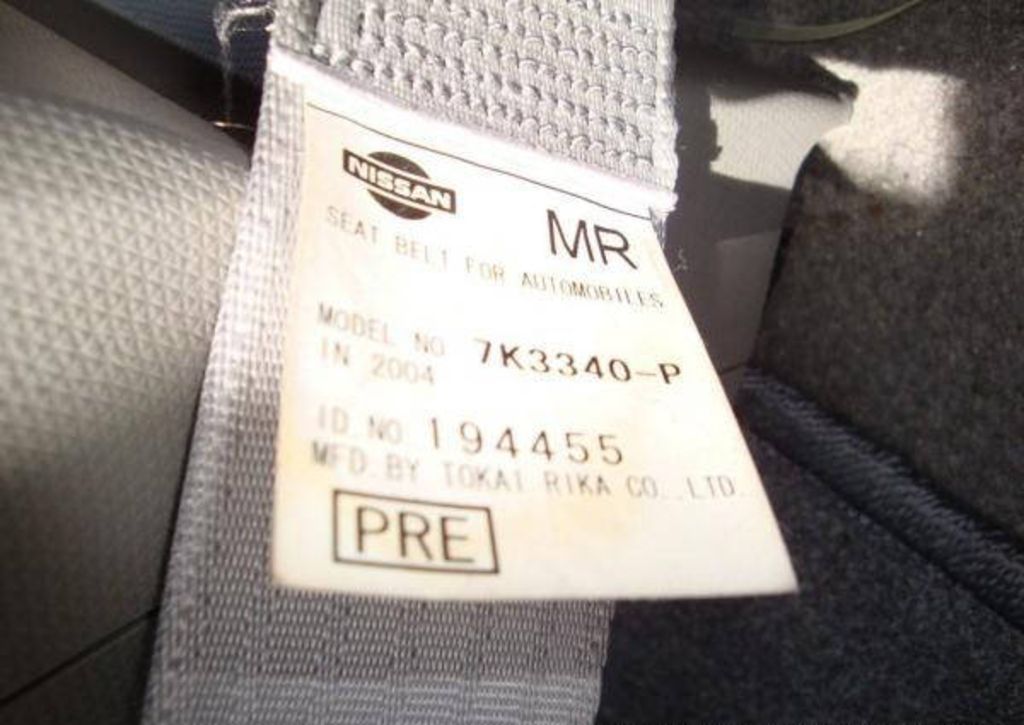 NISSAN
MR
SEAT BELT FOR AUTOMOBILES
MODEL NO 7K3340-P
IN 2004
ID NO 194455
MFD. BY TOKAI RIKA CO., LTD.
PRE